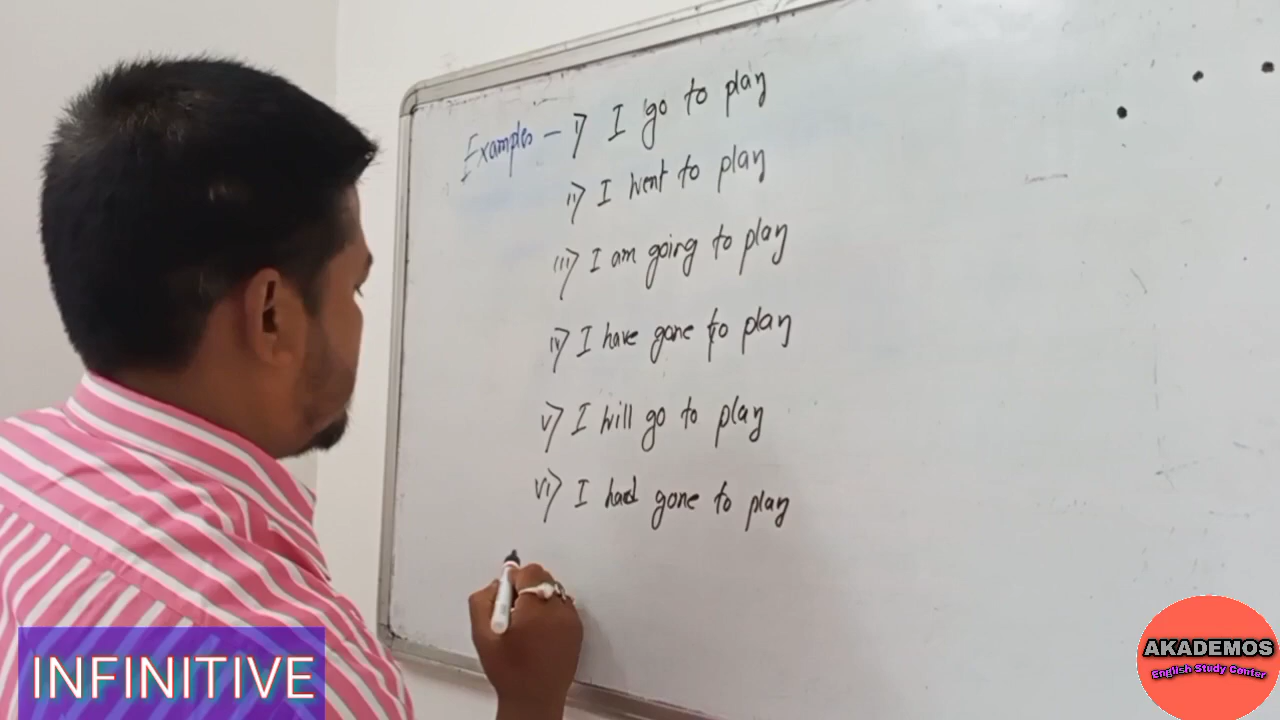 Examples – i) I go to play
ii) I went to play
iii) I am going to play
iv) I have gone to play
v) I will go to play
vi) I had gone to play
INFINITIVE
AKADEMOS
English Study Center